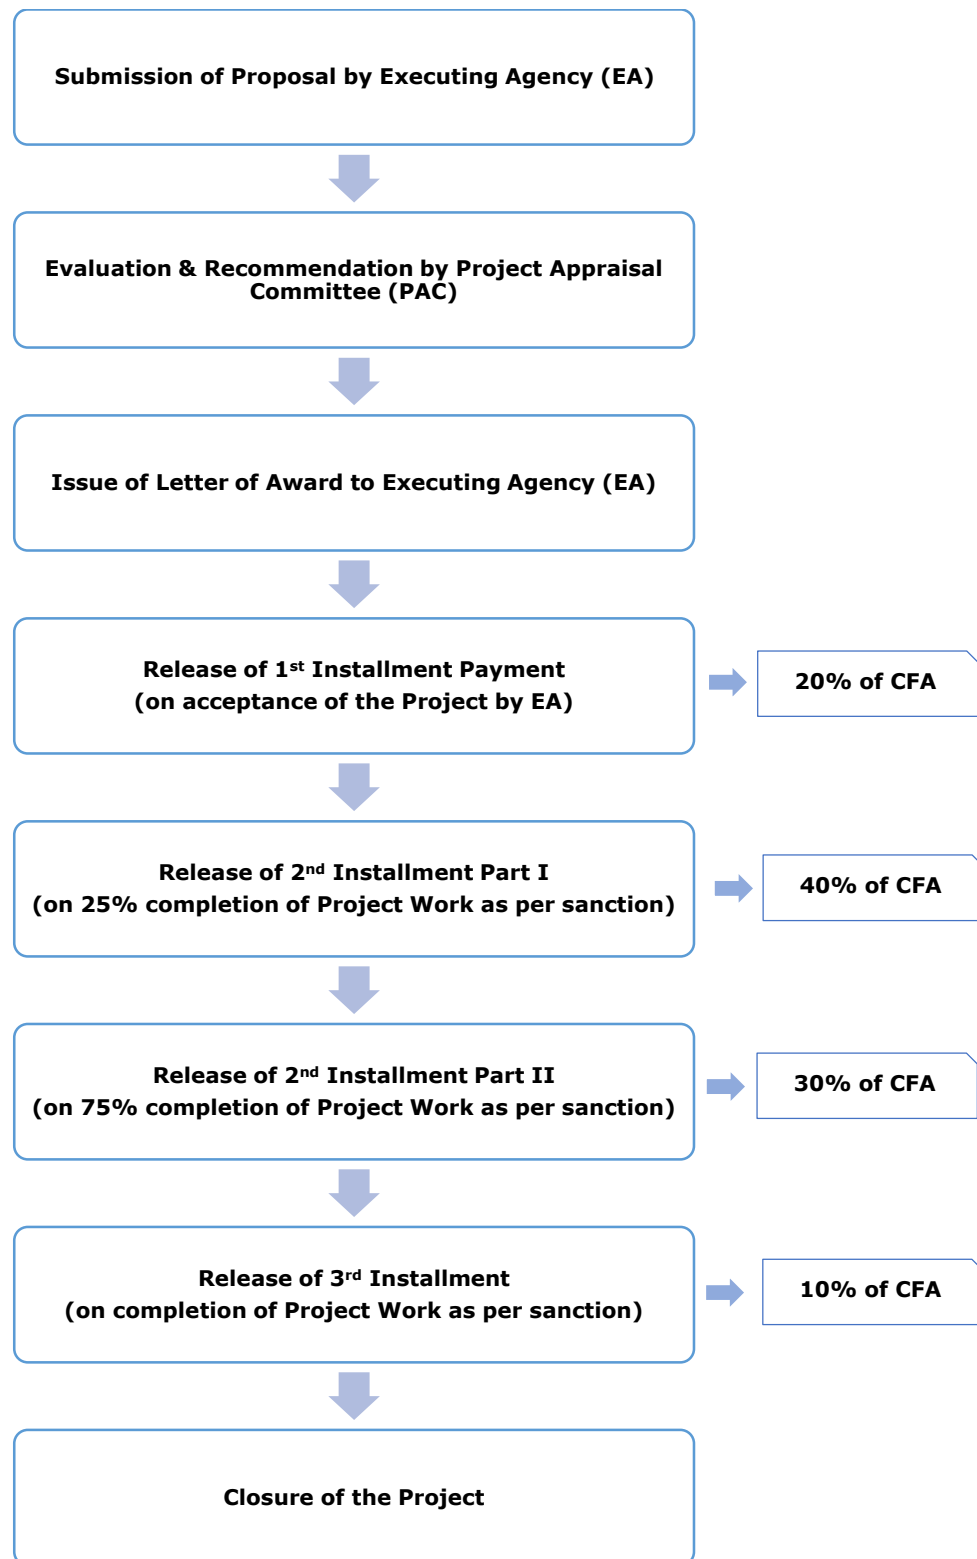 Submission of Proposal by Executing Agency (EA)
Evaluation & Recommendation by Project Appraisal
Committee (PAC)
Issue of Letter of Award to Executing Agency (EA)
Release of 1st Installment Payment
(on acceptance of the Project by EA)
20% of CFA
Release of 2nd Installment Part I
(on 25% completion of Project Work as per sanction)
40% of CFA
Release of 2nd Installment Part II
(on 75% completion of Project Work as per sanction)
30% of CFA
Release of 3rd Installment
(on completion of Project Work as per sanction)
10% of CFA
Closure of the Project